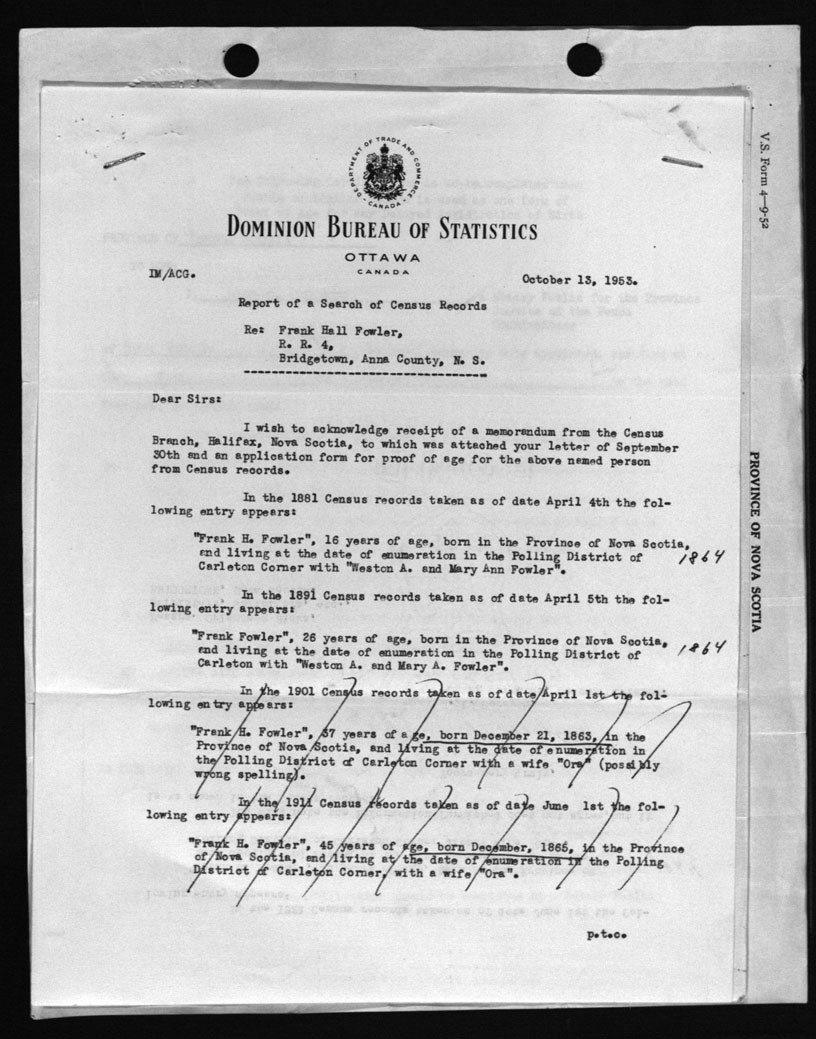 DEPARTMENT OF TRADE AND COMMERCE
CANADA
DOMINION BUREAU OF STATISTICS
OTTAWA
CANADA
IM/ACG.
October 13, 1953.
Report of a Search of Census Records
Re: Frank Hall Fowler,
R. R. 4,
Bridgetown, Anna County, N. S.
Dear Sirs:
I wish to acknowledge receipt of a memorandum from the Census
Branch, Halifax, Nova Scotia, to which was attached your letter of September
30th and an application form for proof of age for the above named person
from Census records.
In the 1881 Census records taken as of date April 4th the fol-
lowing entry appears:
"Frank H. Fowler", 16 years of age, born in the Province of Nova Scotia,
and living at the date of enumeration in the Polling District of
Carleton Corner with "Weston A. and Mary Ann Fowler".
1864
In the 1891 Census records taken as of date April 5th the fol-
lowing entry appears:
"Frank Fowler", 26 years of age, born in the Province of Nova Scotia,
and living at the date of enumeration in the Polling District of
Carleton with "Weston A. and Mary A. Fowler".
1864
In the 1901 Census records taken as of date April 1st the fol-
lowing entry appears:
"Frank H. Fowler", 37 years of age, born December 21, 1863, in the
Province of Nova Scotia, and living at the date of enumeration in
the Polling District of Carleton Corner with a wife "Ora" (possibly
wrong spelling).
In the 1911 Census records taken as of date June 1st the fol-
lowing entry appears:
"Frank H. Fowler", 45 years of age, born December, 1865, in the Province
of Nova Scotia, and living at the date of enumeration in the Polling
District of Carleton Corner, with a wife "Ora".
p.t.o.
V.S. Form 4—9-52
PROVINCE OF NOVA SCOTIA